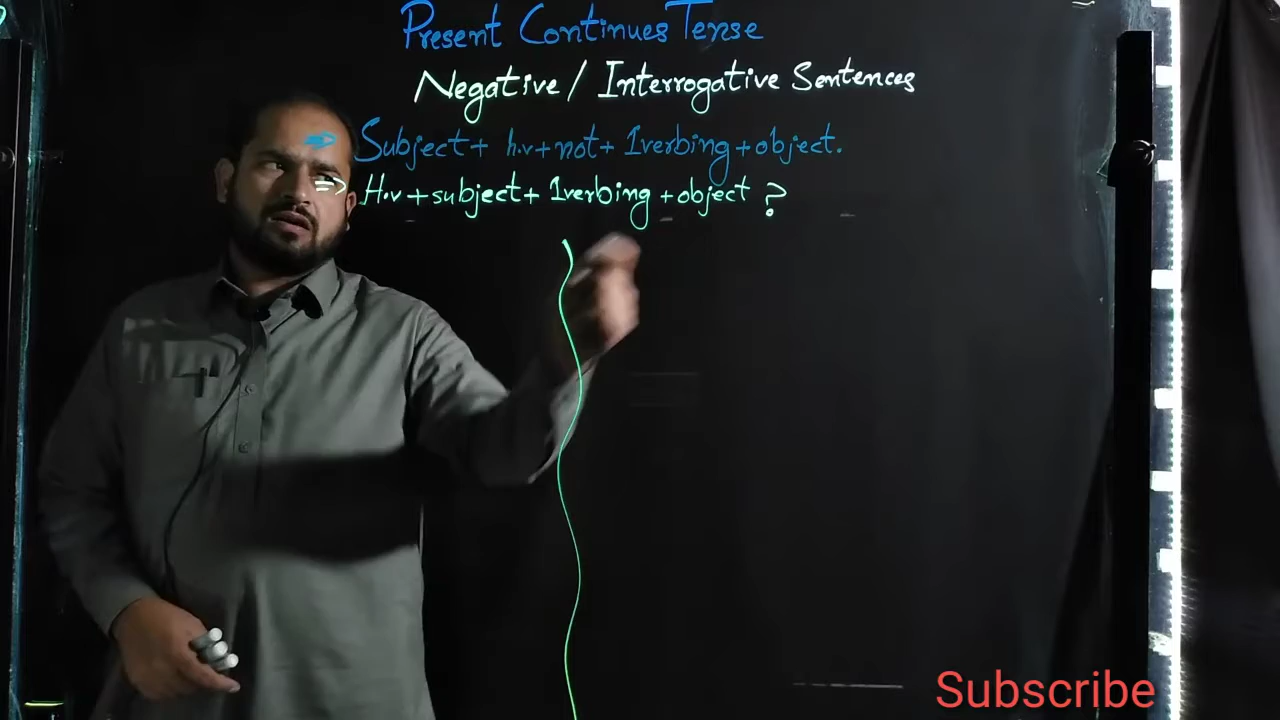 Present Continues Tense
Negative / Interrogative Sentences
⇒ Subject + h.v + not + 1verbing + object.
⇒ H.v + subject + 1verbing + object ?
Subscribe